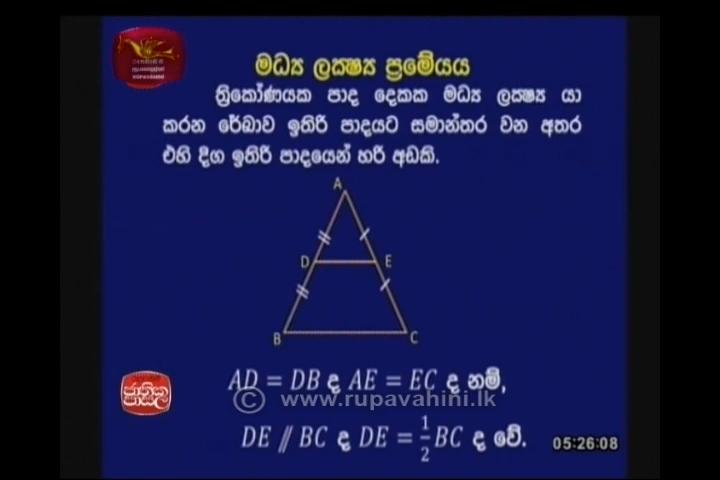 මධ්‍ය ලක්ෂ්‍ය ප්‍රමේයය
ත්‍රිකෝණයක පාද දෙකක මධ්‍ය ලක්ෂ්‍ය යා
කරන රේඛාව ඉතිරි පාදයට සමාන්තර වන අතර
එහි දිග ඉතිරි පාදයෙන් හරි අඩකි.
A
D E
B C
ජාතික
පාසල
AD = DB ද AE = EC ද නම්,
© www.rupavahini.lk
DE // BC ද DE = 1/2 BC ද වේ.
05:26:08